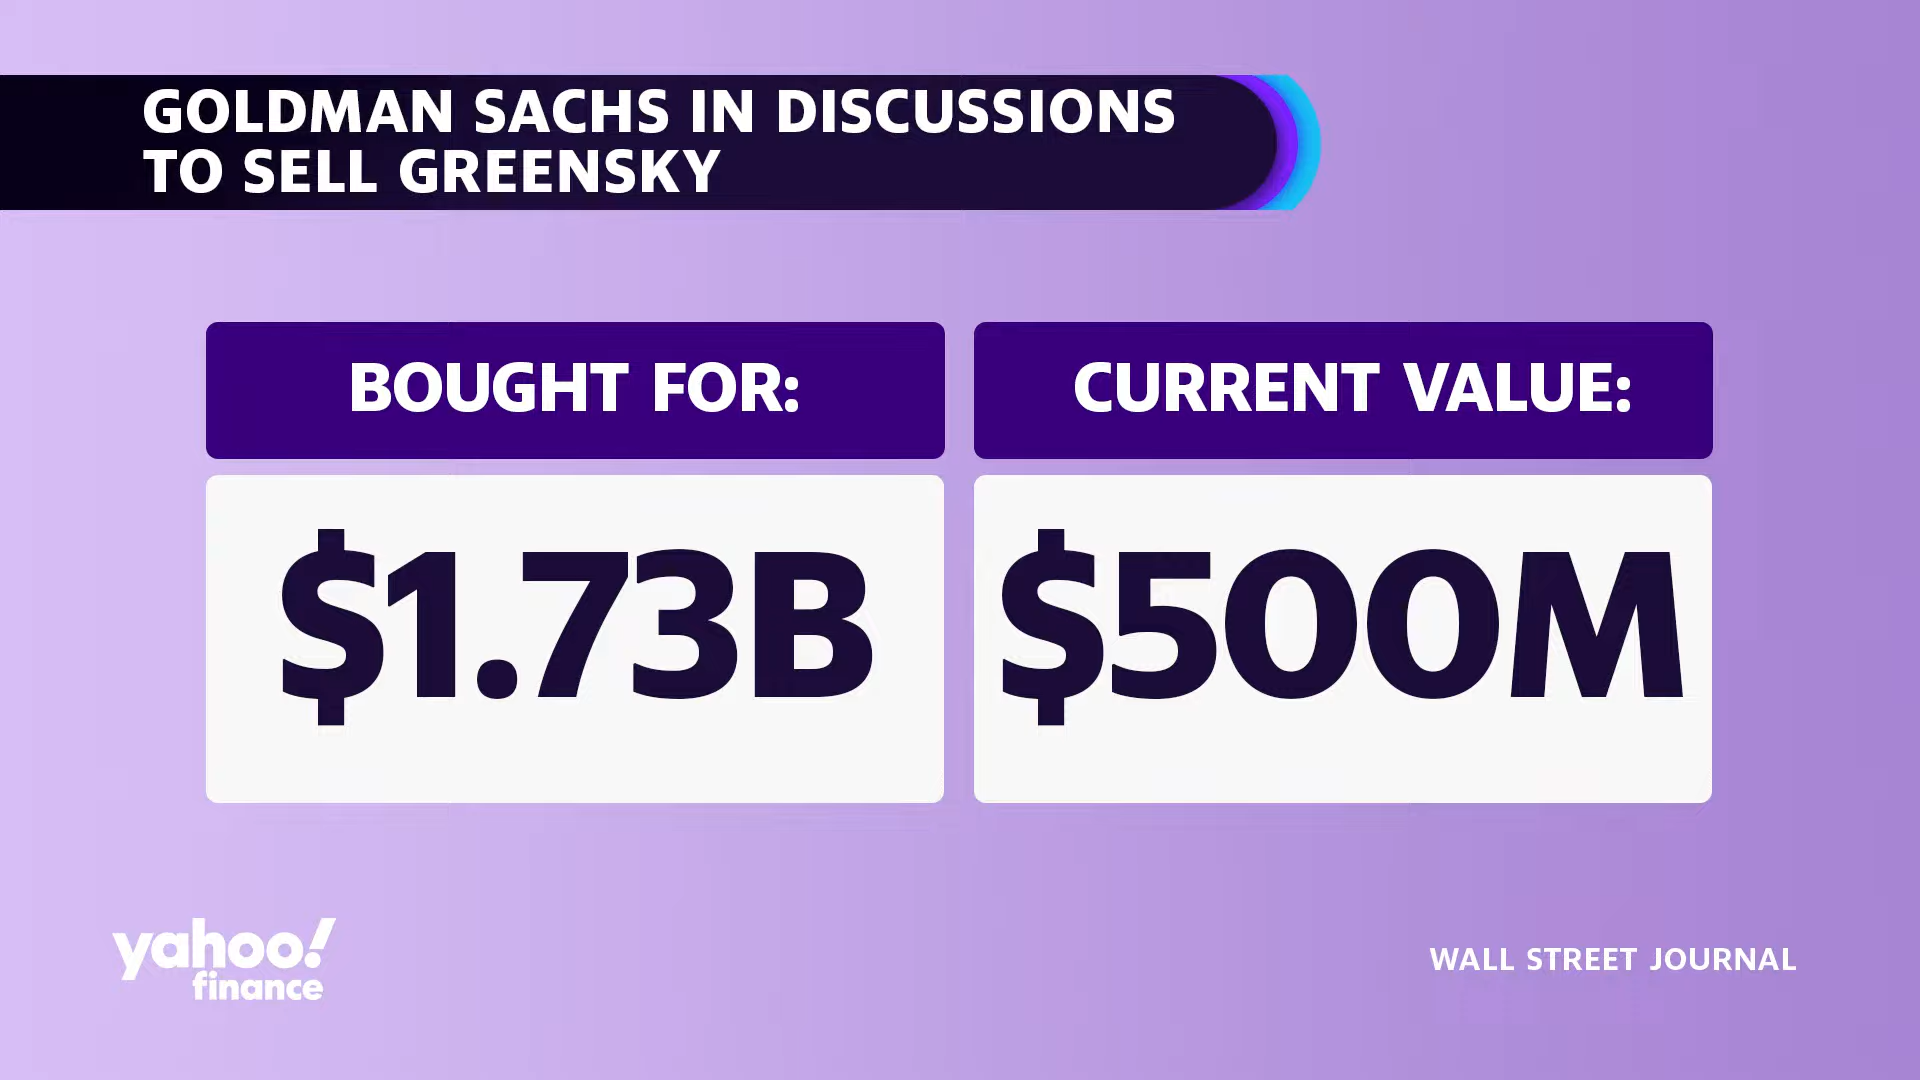 GOLDMAN SACHS IN DISCUSSIONS
TO SELL GREENSKY
BOUGHT FOR:
CURRENT VALUE:
$1.73B
$500M
yahoo!
finance
WALL STREET JOURNAL